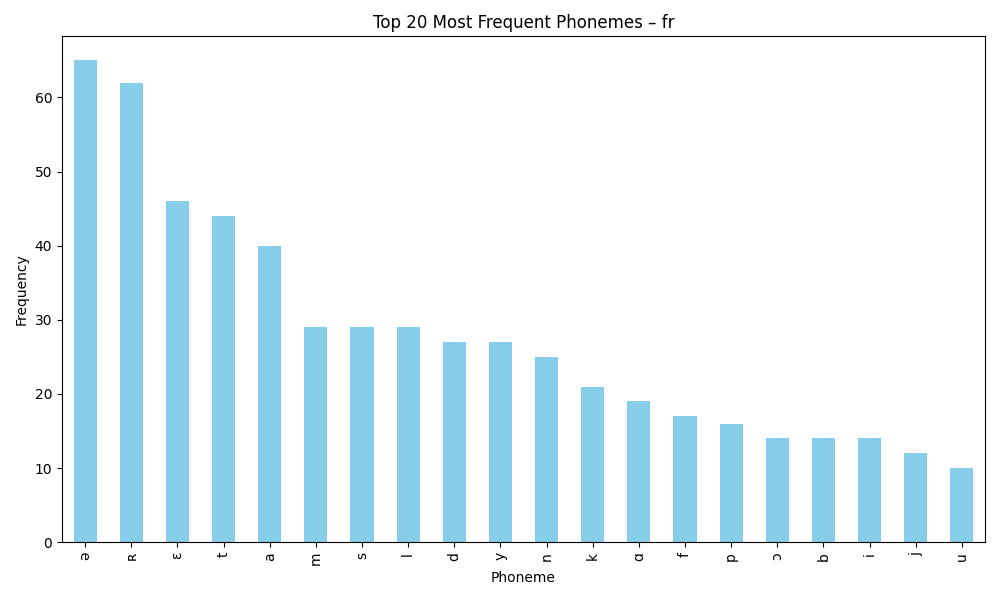 Top 20 Most Frequent Phonemes – fr
Frequency
60
50
40
30
20
10
0
ə ʀ ɛ t a m s l d y n k ɑ f p ɔ b i j u
Phoneme